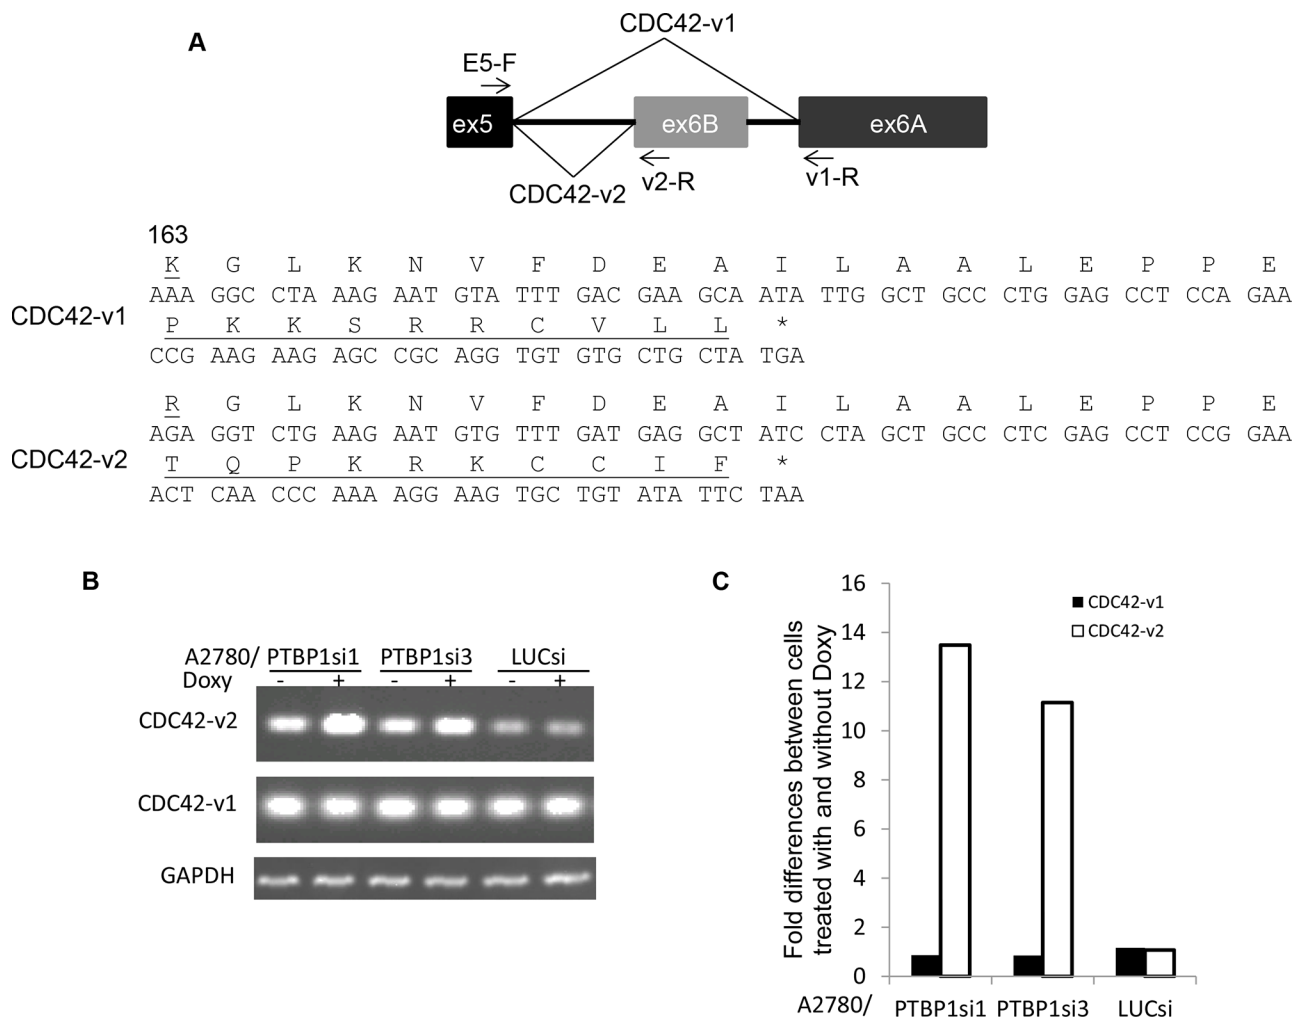 A
CDC42-v1
E5-F
ex5
ex6B
ex6A
v2-R
v1-R
CDC42-v2
163
K G L K N V F D E A I L A A L E P P E
AAA GGC CTA AAG AAT GTA TTT GAC GAA GCA ATA TTG GCT GCC CTG GAG CCT CCA GAA
CDC42-v1
P K K S R R C V L L *
CCG AAG AAG AGC CGC AGG TGT GTG CTG CTA TGA
R G L K N V F D E A I L A A L E P P E
AGA GGT CTG AAG AAT GTG TTT GAT GAG GCT ATC CTA GCT GCC CTC GAG CCT CCG GAA
CDC42-v2
T Q P K R K C C I F *
ACT CAA CCC AAA AGG AAG TGC TGT ATA TTC TAA
B
A2780/ PTBP1si1 PTBP1si3 LUCsi
Doxy - + - + - +
CDC42-v2
CDC42-v1
GAPDH
C
Fold differences between cells
treated with and without Doxy
16
14
12
10
8
6
4
2
0
CDC42-v1
CDC42-v2
A2780/ PTBP1si1 PTBP1si3 LUCsi